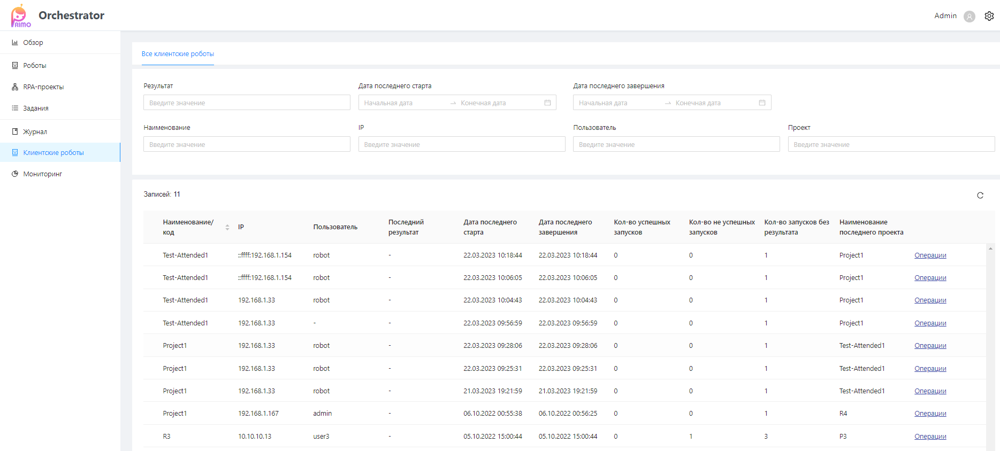 PRIMO
Orchestrator
Admin
Обзор
Роботы
RPA-проекты
Задания
Журнал
Клиентские роботы
Мониторинг
Все клиентские роботы
Результат
Дата последнего старта
Дата последнего завершения
Введите значение
Начальная дата → Конечная дата
Начальная дата → Конечная дата
Наименование
IP
Пользователь
Проект
Введите значение
Введите значение
Введите значение
Введите значение
Записей: 11
Наименование/
код
IP
Пользователь
Последний
результат
Дата последнего
старта
Дата последнего
завершения
Кол-во успешных
запусков
Кол-во не успешных
запусков
Кол-во запусков без
результата
Наименование
последнего проекта
Test-Attended1 ::ffff:192.168.1.154 robot - 22.03.2023 10:18:44 22.03.2023 10:18:44 0 0 1 Project1 Операции
Test-Attended1 ::ffff:192.168.1.154 robot - 22.03.2023 10:06:05 22.03.2023 10:06:05 0 0 1 Project1 Операции
Test-Attended1 192.168.1.33 robot - 22.03.2023 10:04:43 22.03.2023 10:04:43 0 0 1 Project1 Операции
Test-Attended1 192.168.1.33 - - 22.03.2023 09:56:59 22.03.2023 09:56:59 0 0 1 Project1 Операции
Project1 192.168.1.33 robot - 22.03.2023 09:28:06 22.03.2023 09:28:06 0 0 1 Test-Attended1 Операции
Project1 192.168.1.33 robot - 22.03.2023 09:25:31 22.03.2023 09:25:31 0 0 1 Test-Attended1 Операции
Project1 192.168.1.33 robot - 21.03.2023 19:21:59 21.03.2023 19:21:59 0 0 1 Test-Attended1 Операции
Project1 192.168.1.167 admin - 06.10.2022 00:55:38 06.10.2022 00:56:25 0 0 1 R4 Операции
R3 10.10.10.13 user3 - 05.10.2022 15:00:44 05.10.2022 15:00:44 0 1 3 P3 Операции